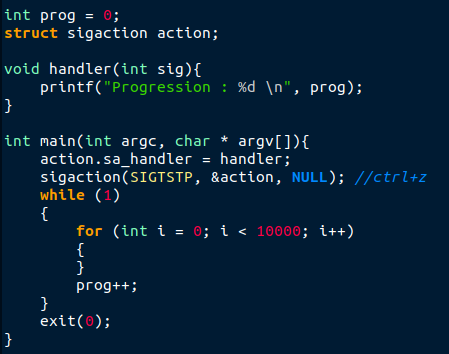 int prog = 0;
struct sigaction action;

void handler(int sig){
    printf("Progression : %d \n", prog);
}

int main(int argc, char * argv[]){
    action.sa_handler = handler;
    sigaction(SIGTSTP, &action, NULL); //ctrl+z
    while (1)
    {
        for (int i = 0; i < 10000; i++)
        {
        }
        prog++;
    }
    exit(0);
}